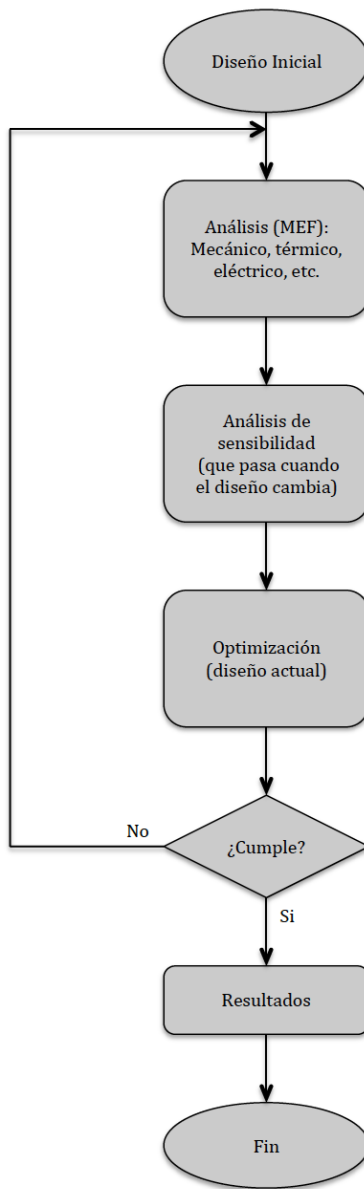 Diseño Inicial
Análisis (MEF):
Mecánico, térmico,
eléctrico, etc.
Análisis de
sensibilidad
(que pasa cuando
el diseño cambia)
Optimización
(diseño actual)
No
¿Cumple?
Si
Resultados
Fin